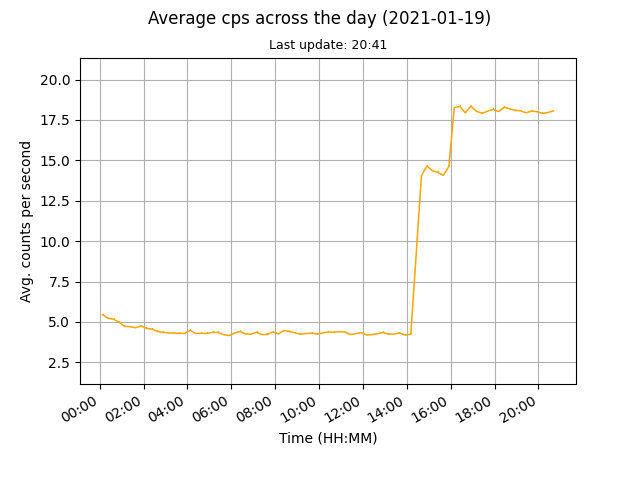 Average cps across the day (2021-01-19)
Last update: 20:41
20.0
17.5
15.0
12.5
10.0
7.5
5.0
2.5
Avg. counts per second
00:00 02:00 04:00 06:00 08:00 10:00 12:00 14:00 16:00 18:00 20:00
Time (HH:MM)